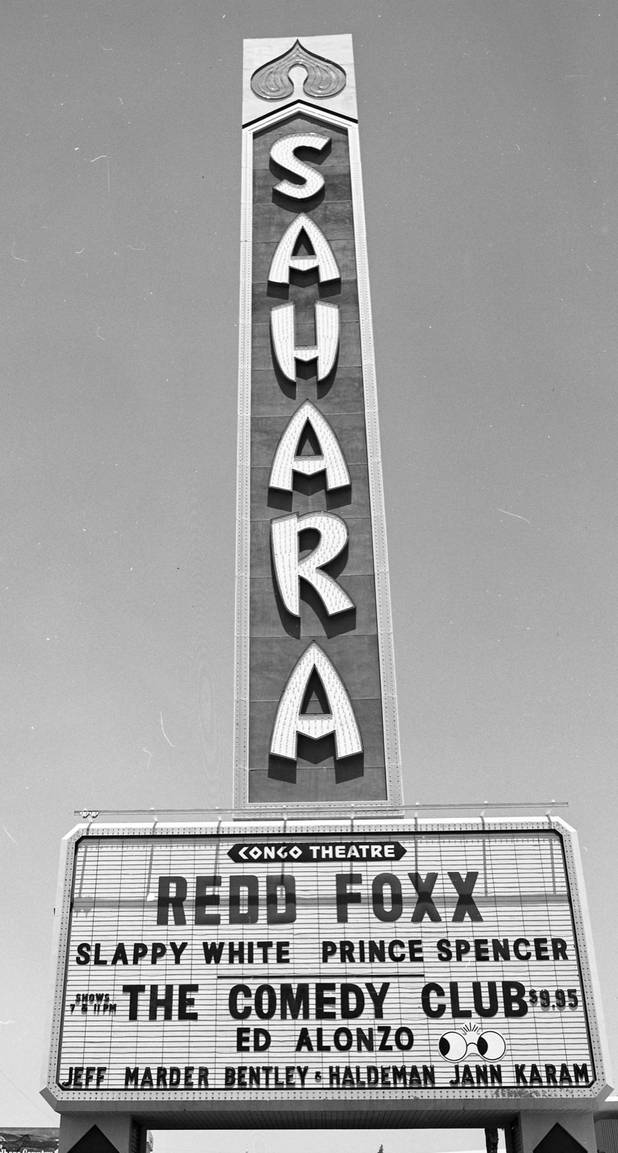 SAHARA
CONGO THEATRE
REDD FOXX
SLAPPY WHITE PRINCE SPENCER
SHOWS
7 & 11 PM
THE COMEDY CLUB $9.95
ED ALONZO
JEFF MARDER BENTLEY & HALDEMAN JANN KARAM